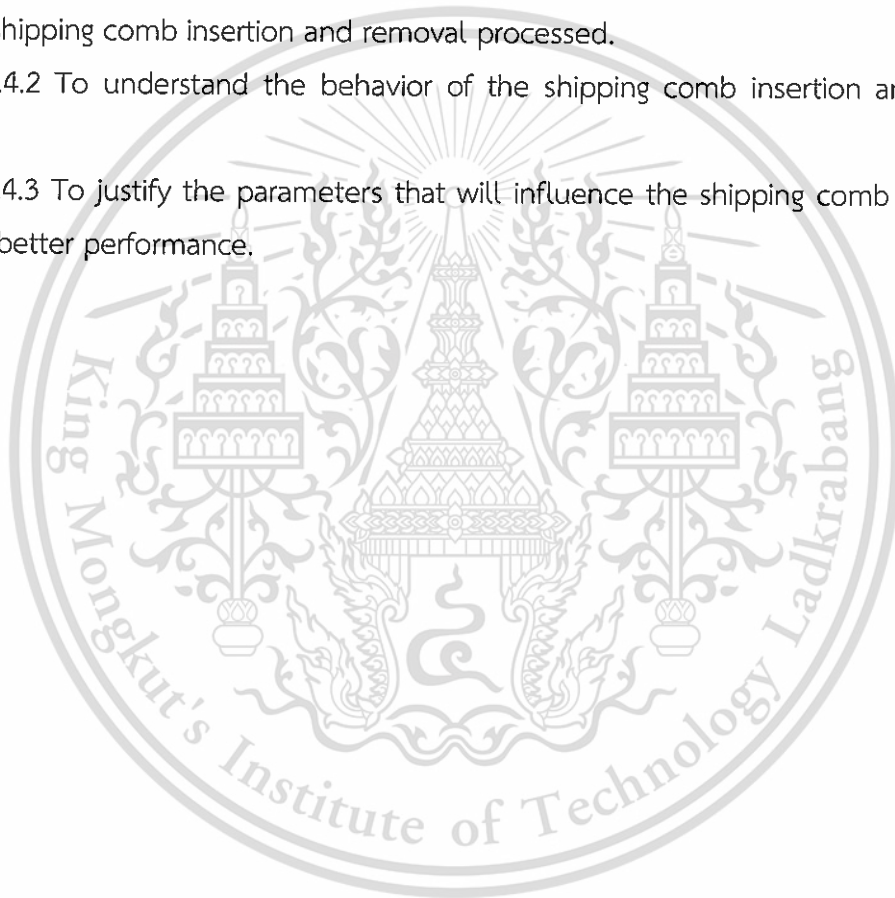 hipping comb insertion and removal processed.
.4.2 To understand the behavior of the shipping comb insertion ar
4.3 To justify the parameters that will influence the shipping comb
better performance.
King Mongkut's Institute of Technology Ladkrabang